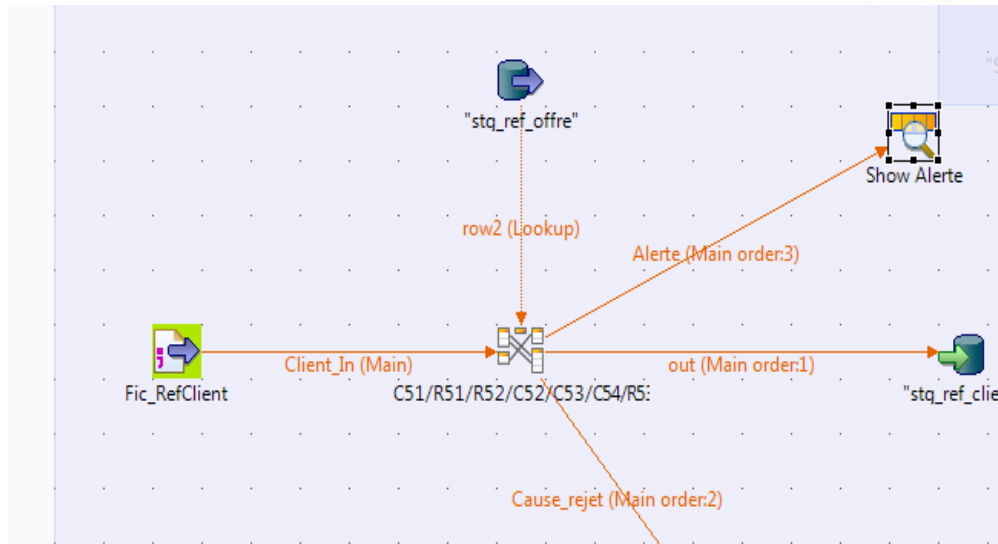 "stq_ref_offre"
Show Alerte
row2 (Lookup)
Alerte (Main order:3)
Client_In (Main)
out (Main order:1)
Fic_RefClient
C51/R51/R52/C52/C53/C54/R5
"stq_ref_clie
Cause_rejet (Main order:2)